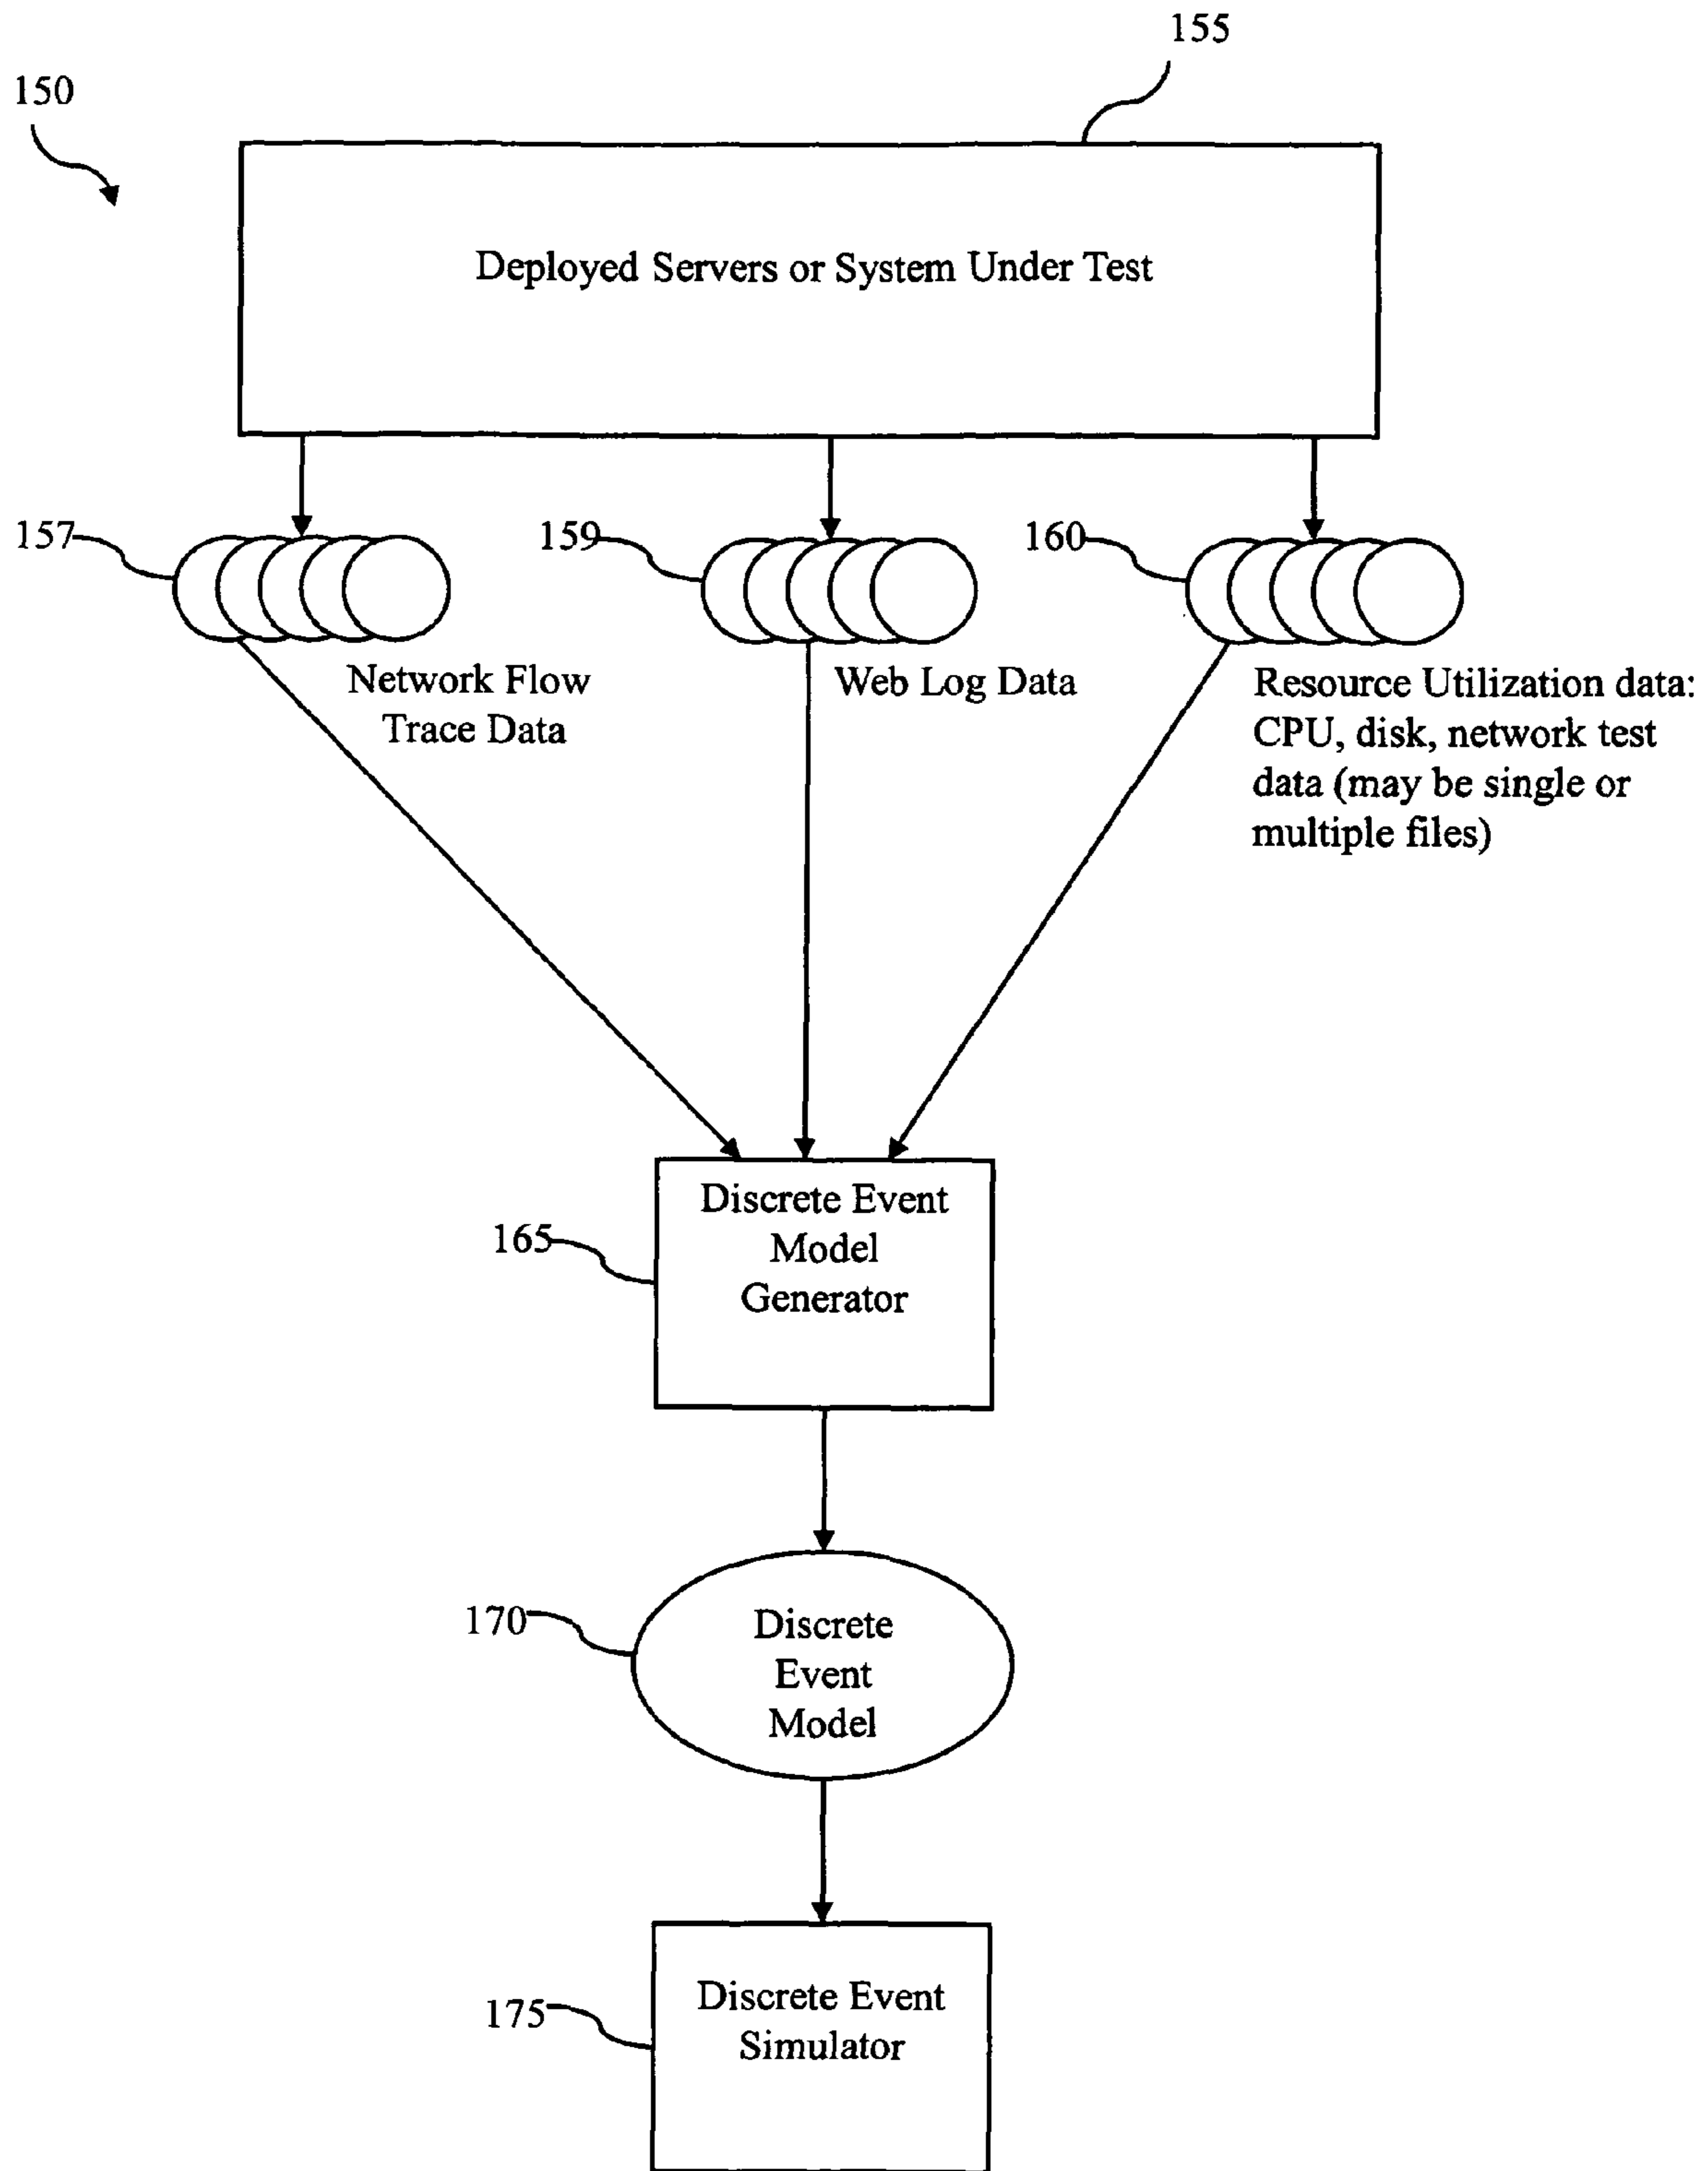 155
150
Deployed Servers or System Under Test
157
159
160
Network Flow
Trace Data
Web Log Data
Resource Utilization data:
CPU, disk, network test
data (may be single or
multiple files)
Discrete Event
Model
Generator
165
170
Discrete
Event
Model
175
Discrete Event
Simulator